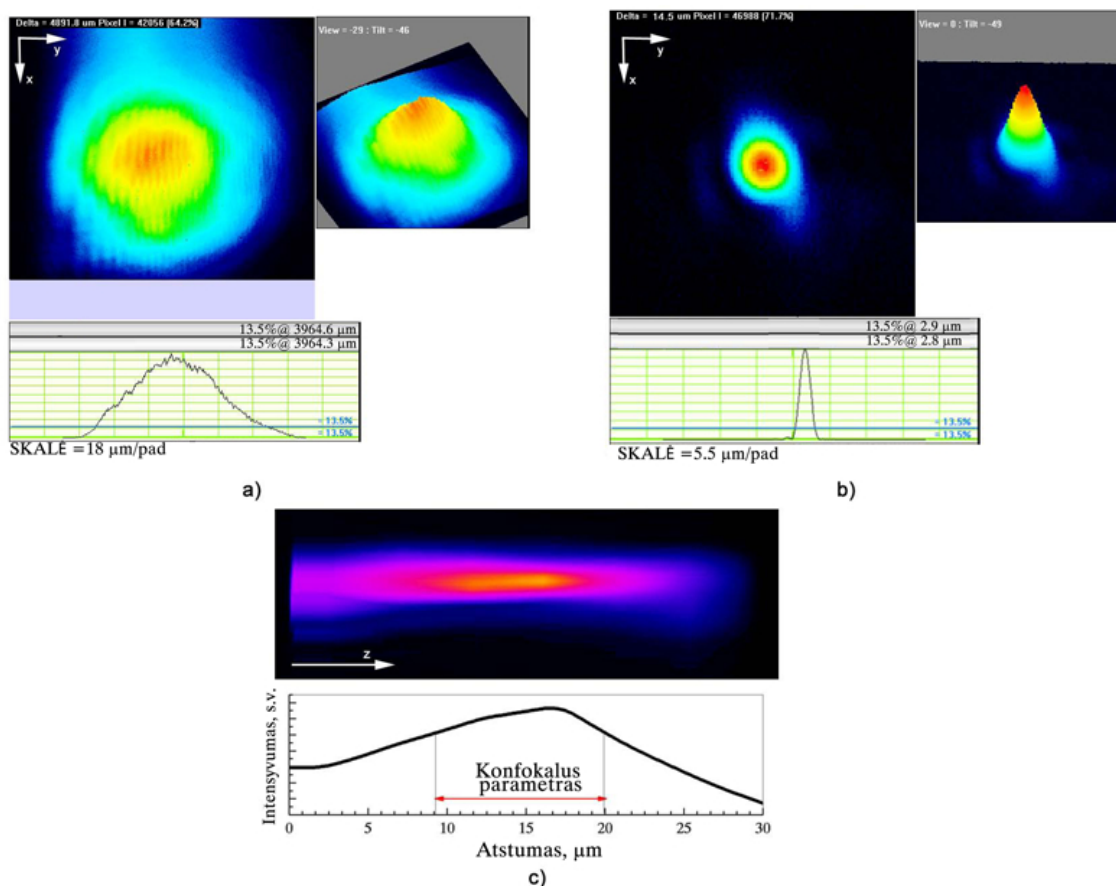 Delta = 4891.8 um Pixel I = 42056 [64.2%]
y
x
View = -29 : Tilt = -46
13.5%@ 3964.6 µm
13.5%@ 3964.3 µm
= 13.5%
= 13.5%
SKALĖ =18 µm/pad
a)
Delta = 14.5 um Pixel I = 46988 [71.7%]
y
x
View = 0 : Tilt = -49
13.5%@ 2.9 µm
13.5%@ 2.8 µm
= 13.5%
= 13.5%
SKALĖ =5.5 µm/pad
b)
z
Intensyvumas, s.v.
Konfokalus
parametras
0 5 10 15 20 25 30
Atstumas, µm
c)